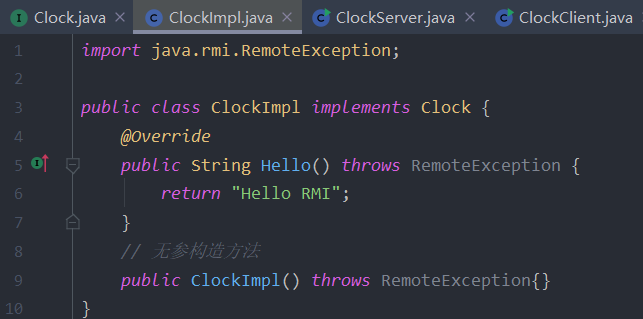 Clock.java × ClockImpl.java × ClockServer.java × ClockClient.java
1 import java.rmi.RemoteException;
2
3 public class ClockImpl implements Clock {
4 @Override
5 public String Hello() throws RemoteException {
6 return "Hello RMI";
7 }
8 // 无参构造方法
9 public ClockImpl() throws RemoteException{}
10 }